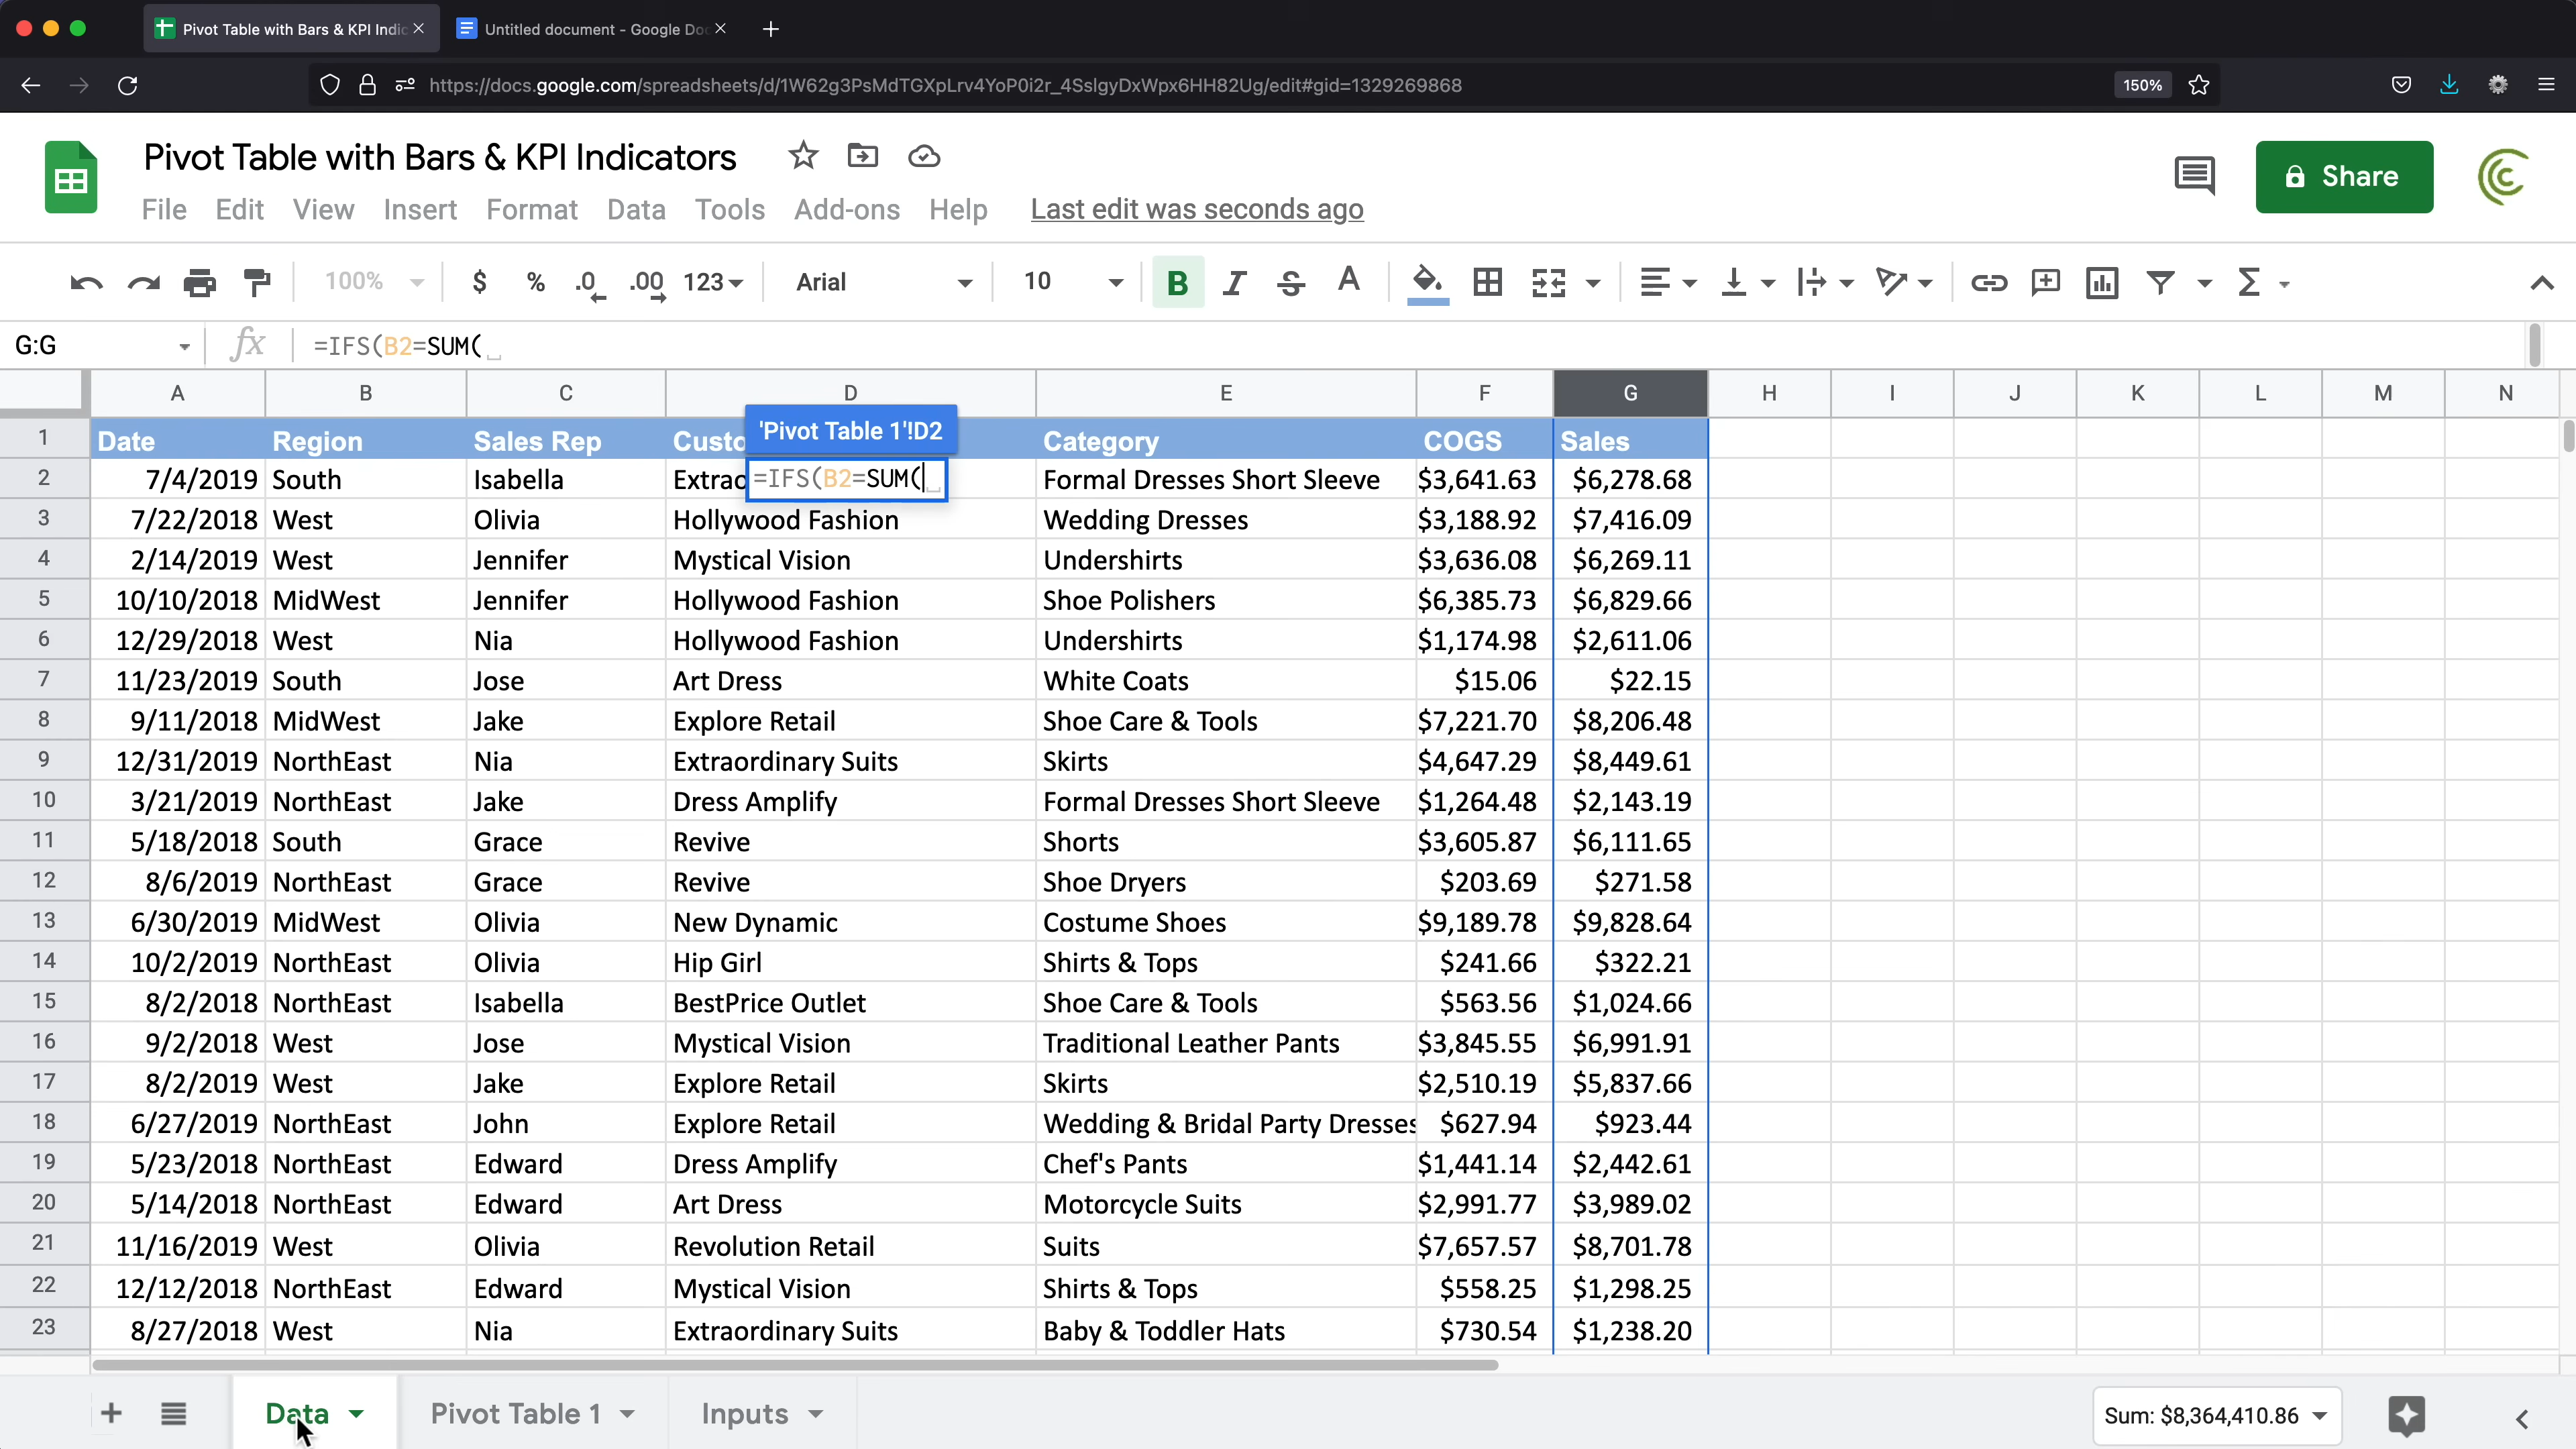 Pivot Table with Bars & KPI Indic
Untitled document - Google Doc
https://docs.google.com/spreadsheets/d/1W62g3PsMdTGXpLrv4YoP0i2r_4SslgyDxWpx6HH82Ug/edit#gid=1329269868
150%
Pivot Table with Bars & KPI Indicators
Share
File Edit View Insert Format Data Tools Add-ons Help Last edit was seconds ago
100% $ % .0 .00 123 Arial 10 B I S A
G:G fx =IFS(B2=SUM(
A B C D E F G H I J K L M N
'Pivot Table 1'!D2
1 Date Region Sales Rep Custo Category COGS Sales
2 7/4/2019 South Isabella Extrao =IFS(B2=SUM( Formal Dresses Short Sleeve $3,641.63 $6,278.68
3 7/22/2018 West Olivia Hollywood Fashion Wedding Dresses $3,188.92 $7,416.09
4 2/14/2019 West Jennifer Mystical Vision Undershirts $3,636.08 $6,269.11
5 10/10/2018 MidWest Jennifer Hollywood Fashion Shoe Polishers $6,385.73 $6,829.66
6 12/29/2018 West Nia Hollywood Fashion Undershirts $1,174.98 $2,611.06
7 11/23/2019 South Jose Art Dress White Coats $15.06 $22.15
8 9/11/2018 MidWest Jake Explore Retail Shoe Care & Tools $7,221.70 $8,206.48
9 12/31/2019 NorthEast Nia Extraordinary Suits Skirts $4,647.29 $8,449.61
10 3/21/2019 NorthEast Jake Dress Amplify Formal Dresses Short Sleeve $1,264.48 $2,143.19
11 5/18/2018 South Grace Revive Shorts $3,605.87 $6,111.65
12 8/6/2019 NorthEast Grace Revive Shoe Dryers $203.69 $271.58
13 6/30/2019 MidWest Olivia New Dynamic Costume Shoes $9,189.78 $9,828.64
14 10/2/2019 NorthEast Olivia Hip Girl Shirts & Tops $241.66 $322.21
15 8/2/2018 NorthEast Isabella BestPrice Outlet Shoe Care & Tools $563.56 $1,024.66
16 9/2/2018 West Jose Mystical Vision Traditional Leather Pants $3,845.55 $6,991.91
17 8/2/2019 West Jake Explore Retail Skirts $2,510.19 $5,837.66
18 6/27/2019 NorthEast John Explore Retail Wedding & Bridal Party Dresses $627.94 $923.44
19 5/23/2018 NorthEast Edward Dress Amplify Chef's Pants $1,441.14 $2,442.61
20 5/14/2018 NorthEast Edward Art Dress Motorcycle Suits $2,991.77 $3,989.02
21 11/16/2019 West Olivia Revolution Retail Suits $7,657.57 $8,701.78
22 12/12/2018 NorthEast Edward Mystical Vision Shirts & Tops $558.25 $1,298.25
23 8/27/2018 West Nia Extraordinary Suits Baby & Toddler Hats $730.54 $1,238.20
Data Pivot Table 1 Inputs Sum: $8,364,410.86